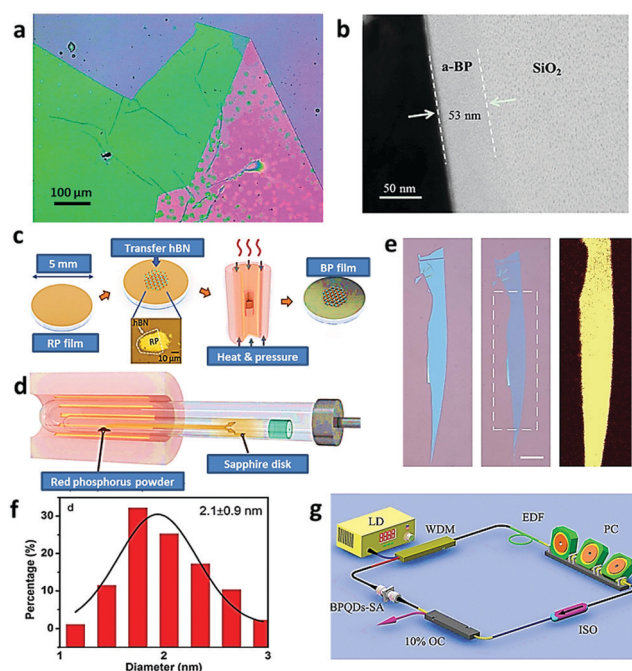 a
100 μm
b
a-BP
SiO₂
53 nm
50 nm
c
5 mm
Transfer hBN
RP film
hBN
RP
10 μm
Heat & pressure
BP film
d
Red phosphorus powder
Sapphire disk
e
f
d
2.1±0.9 nm
Percentage (%)
30
20
10
0
1
2
3
Diameter (nm)
g
LD
WDM
EDF
PC
BPQDs-SA
10% OC
ISO